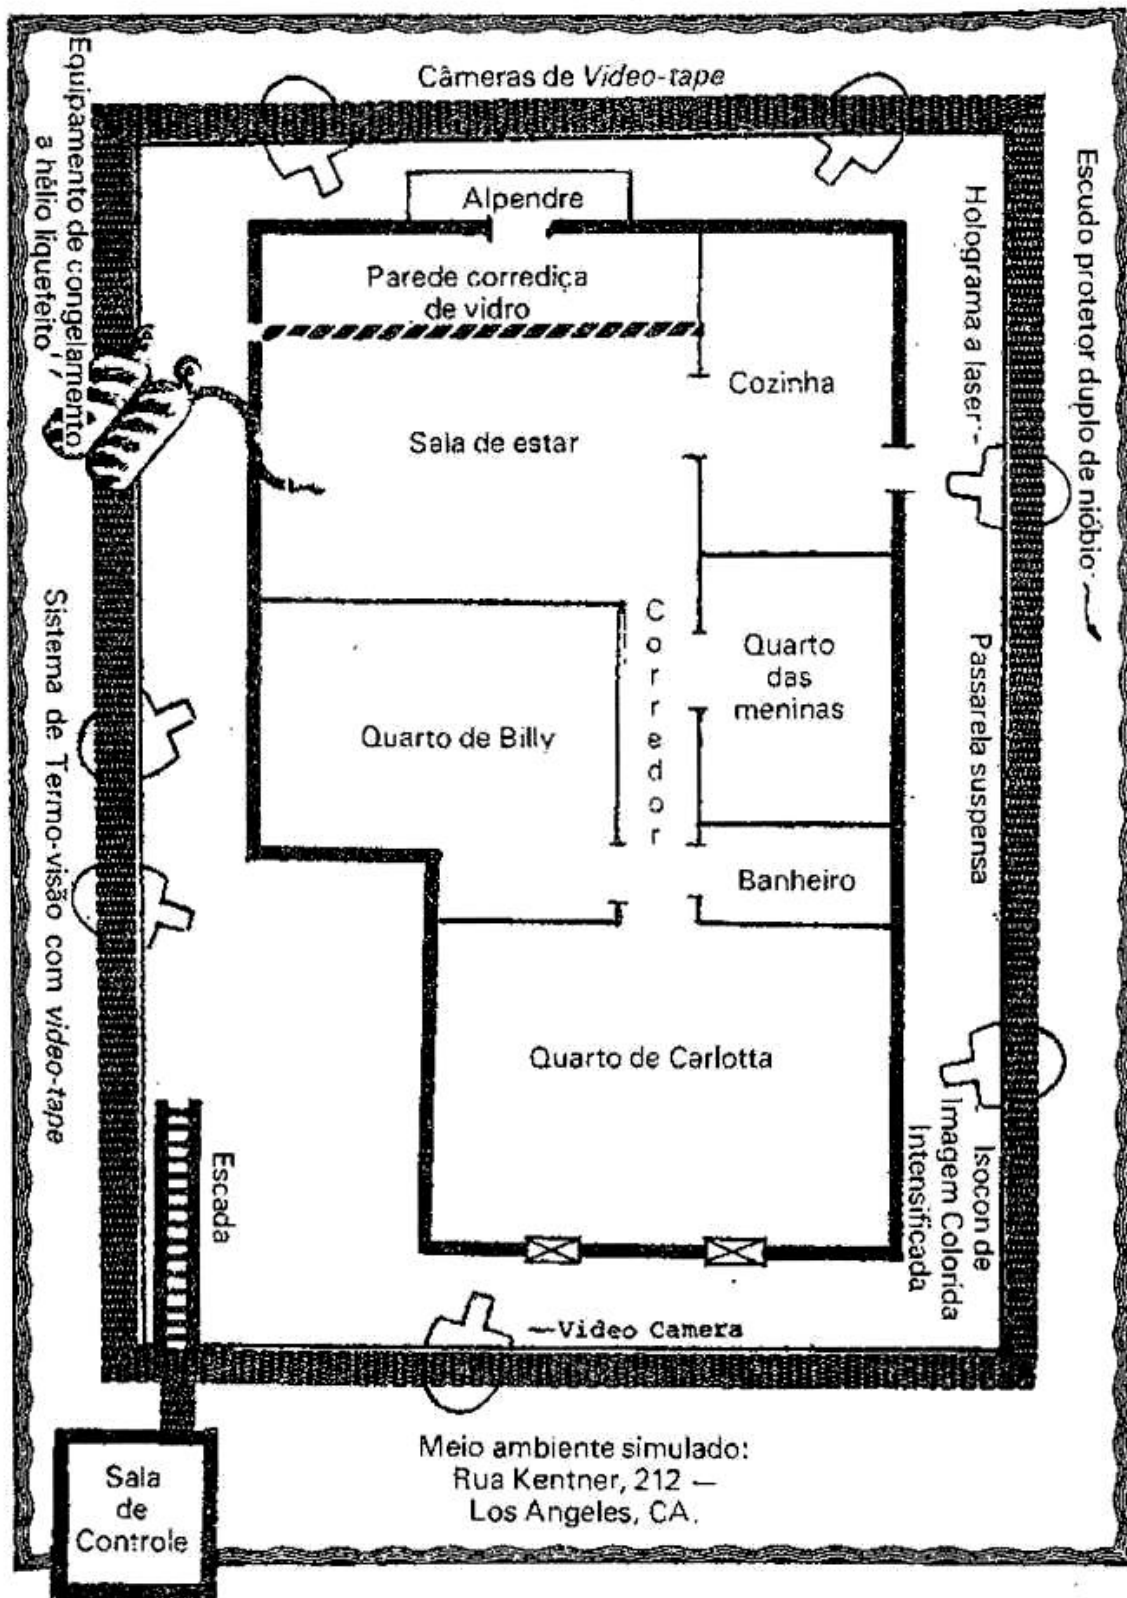 Câmeras de Video-tape
Equipamento de congelamento
a hélio liquefeito
Escudo protetor duplo de nióbio
Holograma a laser
Alpendre
Parede corrediça
de vidro
Cozinha
Sala de estar
Corredor
Quarto
das
meninas
Quarto de Billy
Passarela suspensa
Sistema de Termo-visão com video-tape
Banheiro
Quarto de Carlotta
Isocon de
Imagem Colorida
Intensificada
Escada
Video Camera
Meio ambiente simulado:
Rua Kentner, 212 —
Los Angeles, CA.
Sala
de
Controle